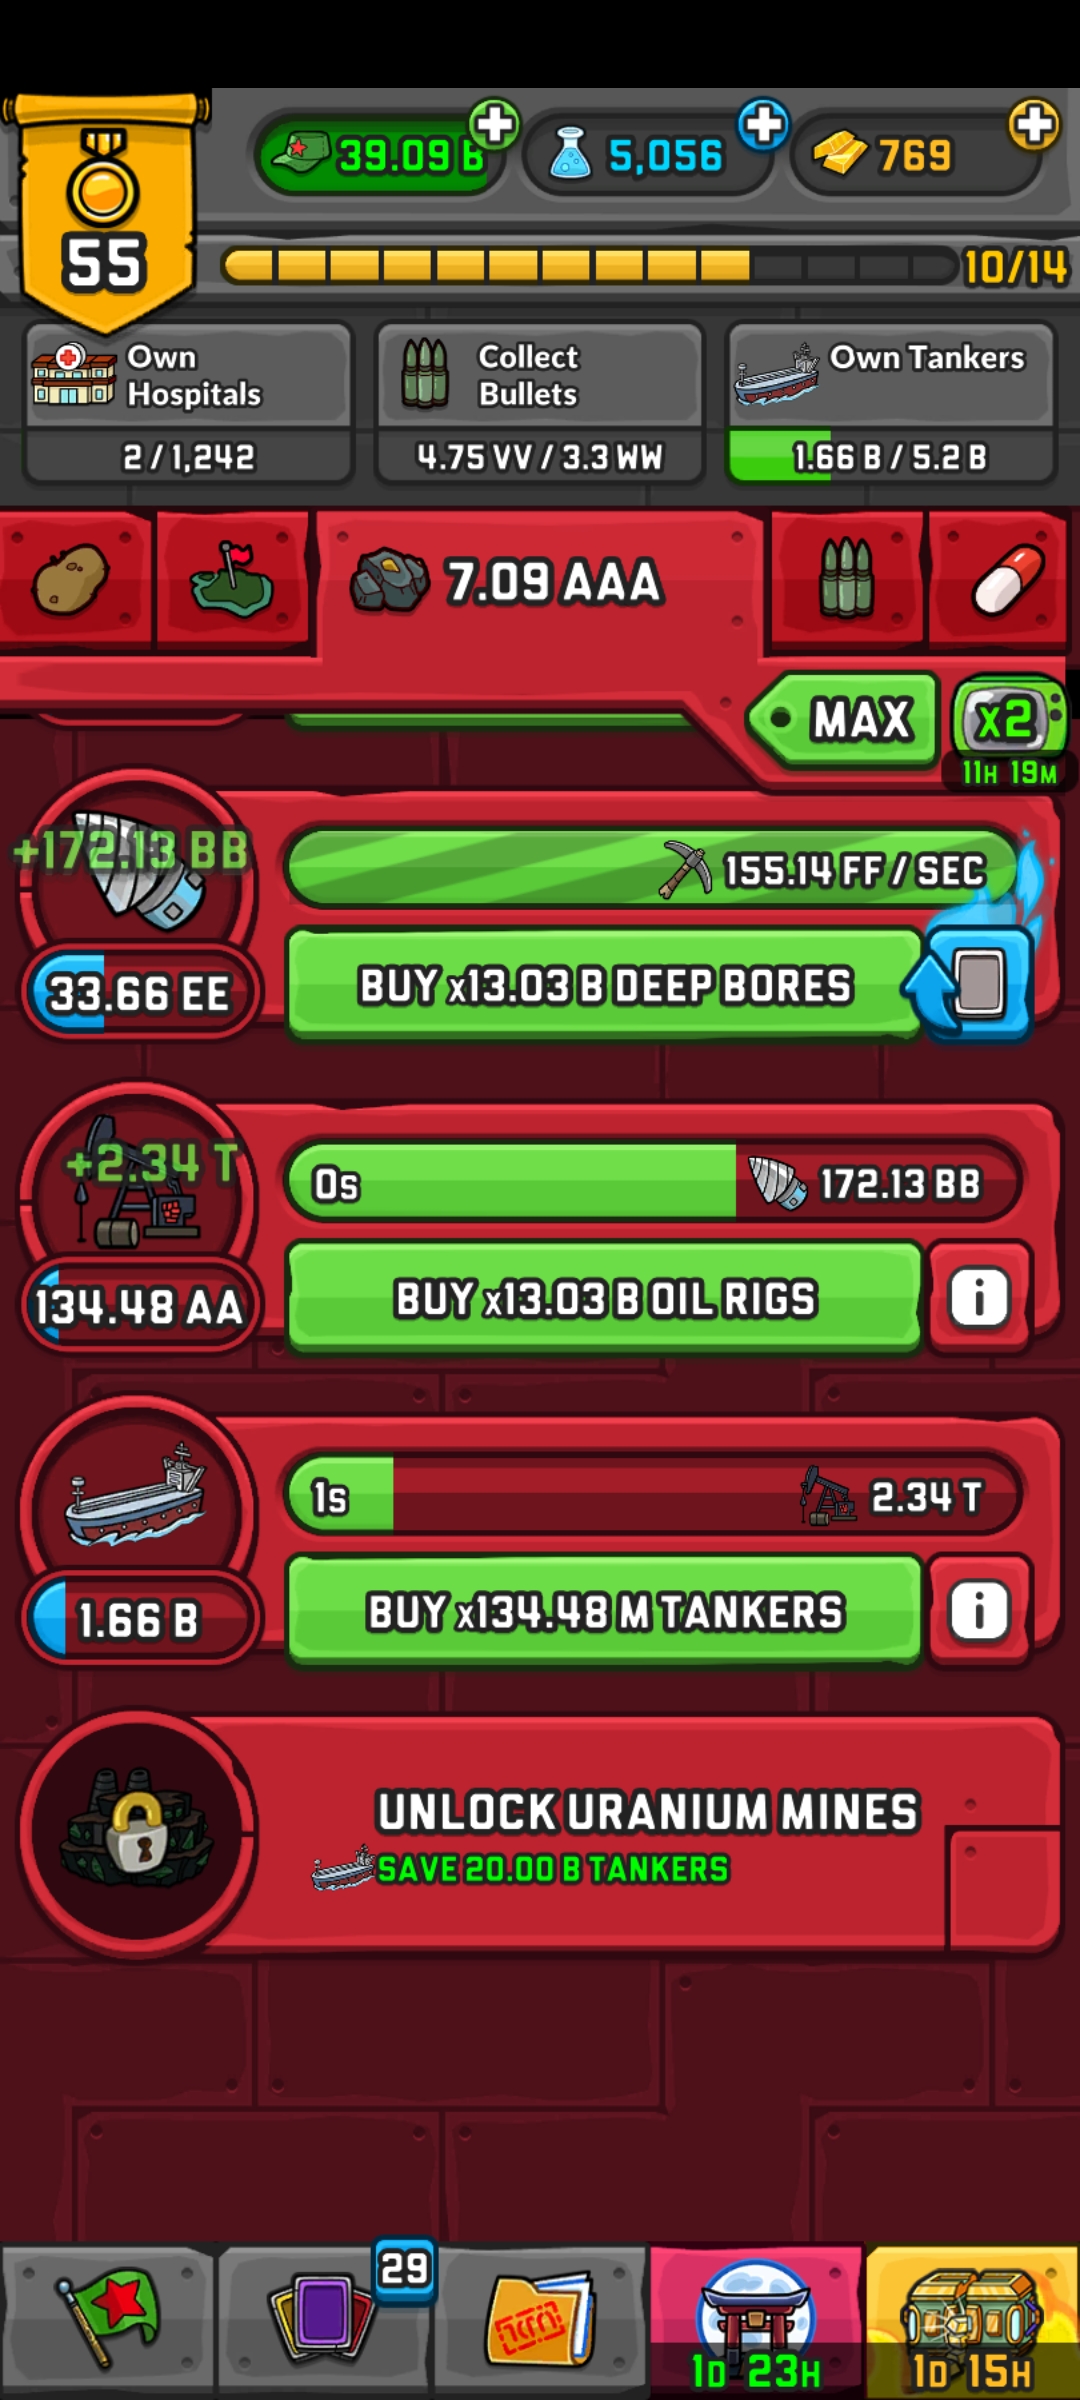 55
39.09 B
5,056
769
10/14
Own
Hospitals
2 / 1,242
Collect
Bullets
4.75 VV / 3.3 WW
Own Tankers
1.66 B / 5.2 B
7.09 AAA
MAX
x2
11H 19M
+172.13 BB
155.14 FF / SEC
33.66 EE
BUY x13.03 B DEEP BORES
+2.34 T
0s
172.13 BB
134.48 AA
BUY x13.03 B OIL RIGS
i
1s
2.34 T
1.66 B
BUY x134.48 M TANKERS
i
UNLOCK URANIUM MINES
SAVE 20.00 B TANKERS
29
1D 23H
1D 15H